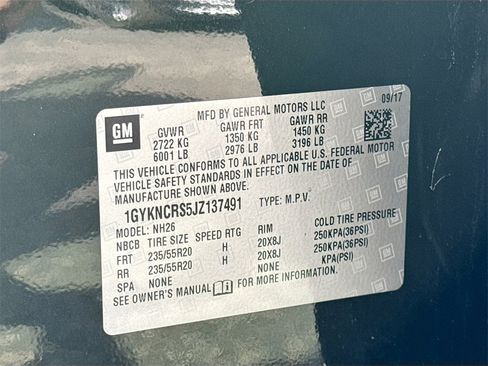 MFD BY GENERAL MOTORS LLC
09/17
GM
GVWR GAWR FRT GAWR RR
2722 KG 1350 KG 1450 KG
6001 LB 2976 LB 3196 LB
THIS VEHICLE CONFORMS TO ALL APPLICABLE U.S. FEDERAL MOTOR
VEHICLE SAFETY STANDARDS IN EFFECT ON THE DATE OF
MANUFACTURE SHOWN ABOVE.
1GYKNCRS5JZ137491 TYPE: M.P.V.
MODEL: NH26 COLD TIRE PRESSURE
NBCB TIRE SIZE SPEED RTG RIM
FRT 235/55R20 H 20X8J 250KPA(36PSI)
RR 235/55R20 H 20X8J 250KPA(36PSI)
SPA NONE NONE KPA(PSI)
SEE OWNER'S MANUAL FOR MORE INFORMATION.